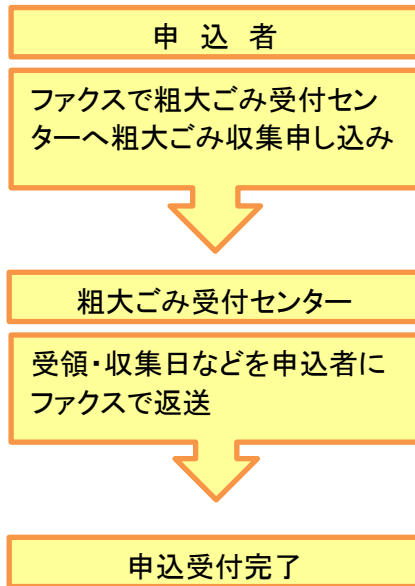 申 込 者
ファクスで粗大ごみ受付セン
ターへ粗大ごみ収集申し込み
粗大ごみ受付センター
受領・収集日などを申込者に
ファクスで返送
申込受付完了